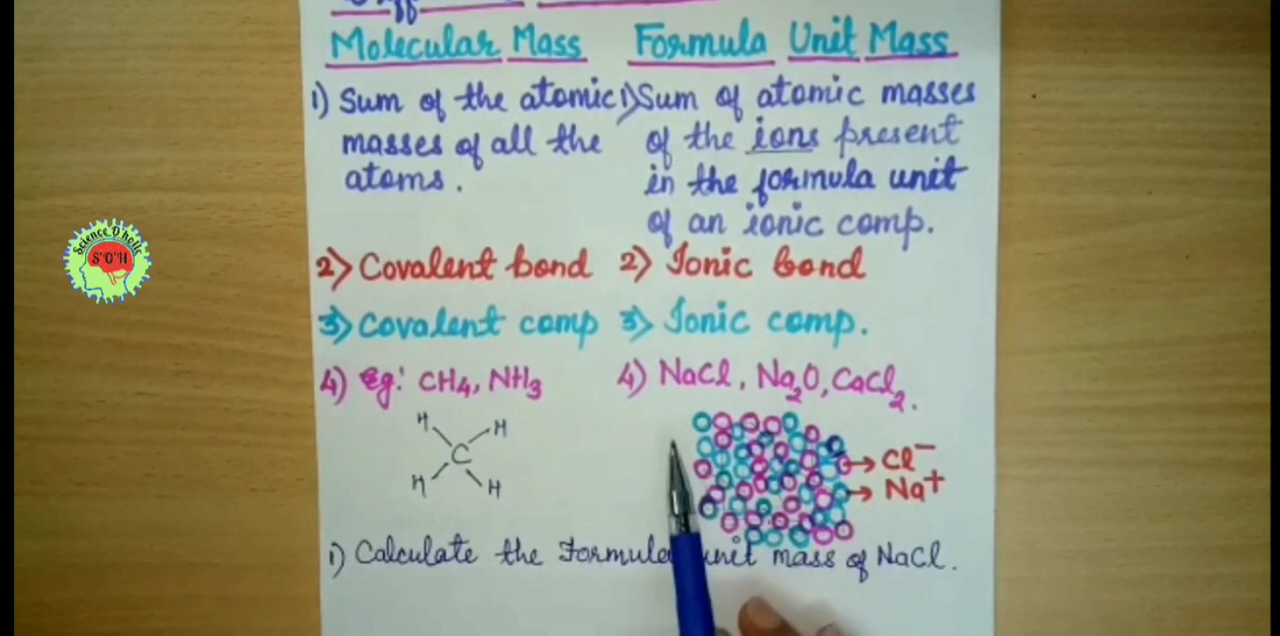 Molecular Mass Formula Unit Mass
1) Sum of the atomic
masses of all the
atoms.
1) Sum of atomic masses
of the ions present
in the formula unit
of an ionic comp.
2) Covalent bond 2) Ionic bond
3) Covalent comp 3) Ionic comp.
4) Eg: CH4, NH3 4) NaCl, Na2O, CaCl2.
H H
C
H H
Cl⁻
Na⁺
1) Calculate the Formula unit mass of NaCl.
Science O'holic
S'O'H